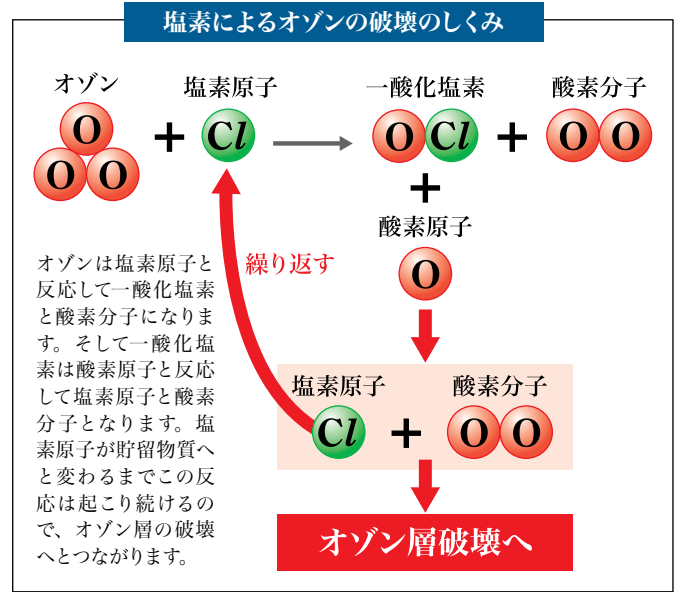 塩素によるオゾンの破壊のしくみ
オゾン
塩素原子
一酸化塩素
酸素分子
O
O O
+
Cl
O Cl
+
O O
+
酸素原子
O
繰り返す
オゾンは塩素原子と
反応して一酸化塩素
と酸素分子になりま
す。そして一酸化塩
素は酸素原子と反応
して塩素原子と酸素
分子となります。塩
素原子が貯留物質へ
と変わるまでこの反
応は起こり続けるの
で、オゾン層の破壊
へとつながります。
塩素原子
酸素分子
Cl
+
O O
オゾン層破壊へ